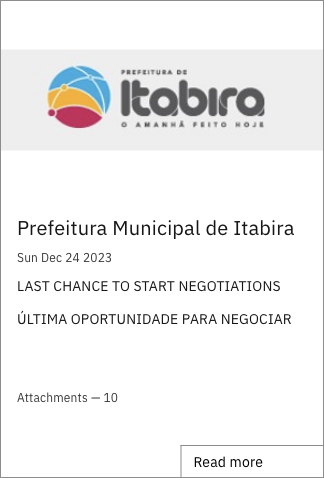 PREFEITURA DE
Itabira
O AMANHÃ FEITO HOJE
Prefeitura Municipal de Itabira
Sun Dec 24 2023
LAST CHANCE TO START NEGOTIATIONS
ÚLTIMA OPORTUNIDADE PARA NEGOCIAR
Attachments — 10
Read more